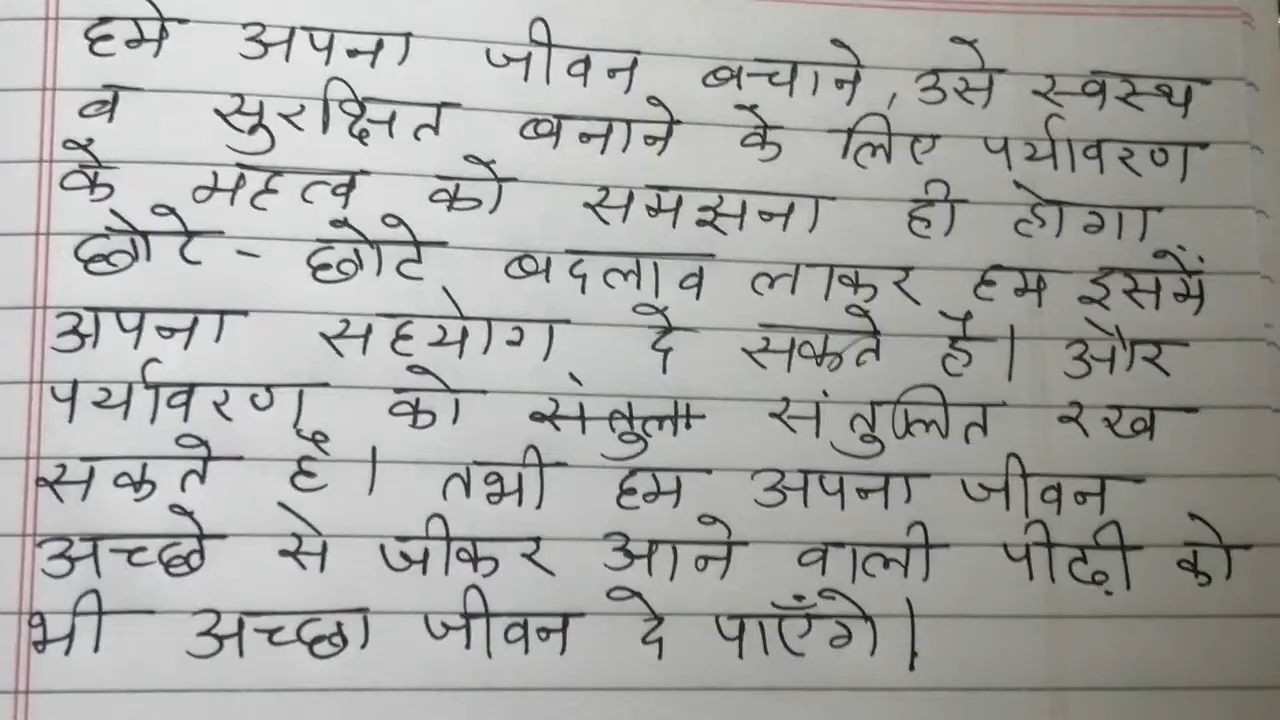 हमे अपना जीवन बचाने, उसे स्वस्थ
व सुरक्षित बनाने के लिए पर्यावरण
के महत्व को समझना ही होगा
छोटे - छोटे बदलाव लाकर हम इसमें
अपना सहयोग दे सकते है। और
पर्यावरण को संतुला संतुलित रख
सकते है। तभी हम अपना जीवन
अच्छे से जीकर आने वाली पीढ़ी को
भी अच्छा जीवन दे पाएँगे।